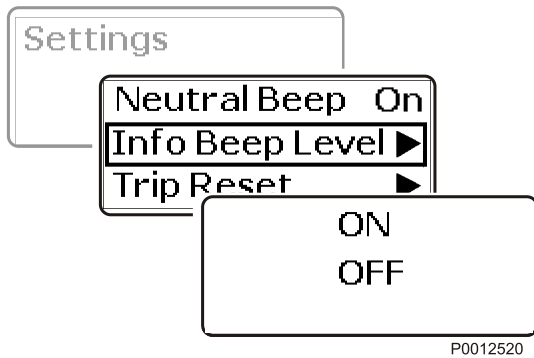 Settings
Neutral Beep On
Info Beep Level ▶
Trip Reset ▶
ON
OFF
P0012520